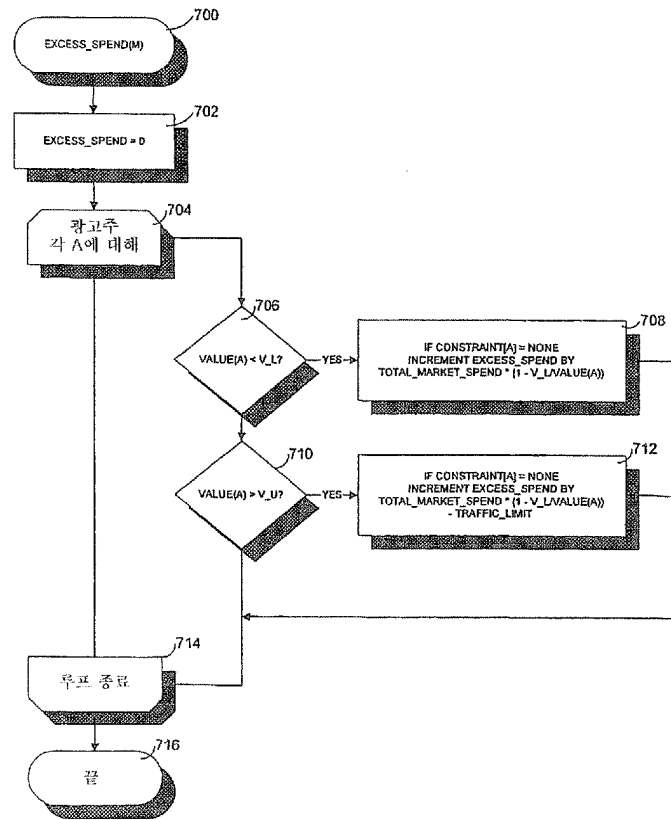 700
EXCESS_SPEND(M)
702
EXCESS_SPEND = 0
704
광고주
각 A에 대해
706
VALUE(A) < V_L?
YES
708
IF CONSTRAINT[A] = NONE
INCREMENT EXCESS_SPEND BY
TOTAL_MARKET_SPEND * (1 - V_L/VALUE(A))
710
VALUE(A) > V_U?
YES
712
IF CONSTRAINT[A] = NONE
INCREMENT EXCESS_SPEND BY
TOTAL_MARKET_SPEND * (1 - V_L/VALUE(A))
- TRAFFIC_LIMIT
714
루프 종료
716
끝